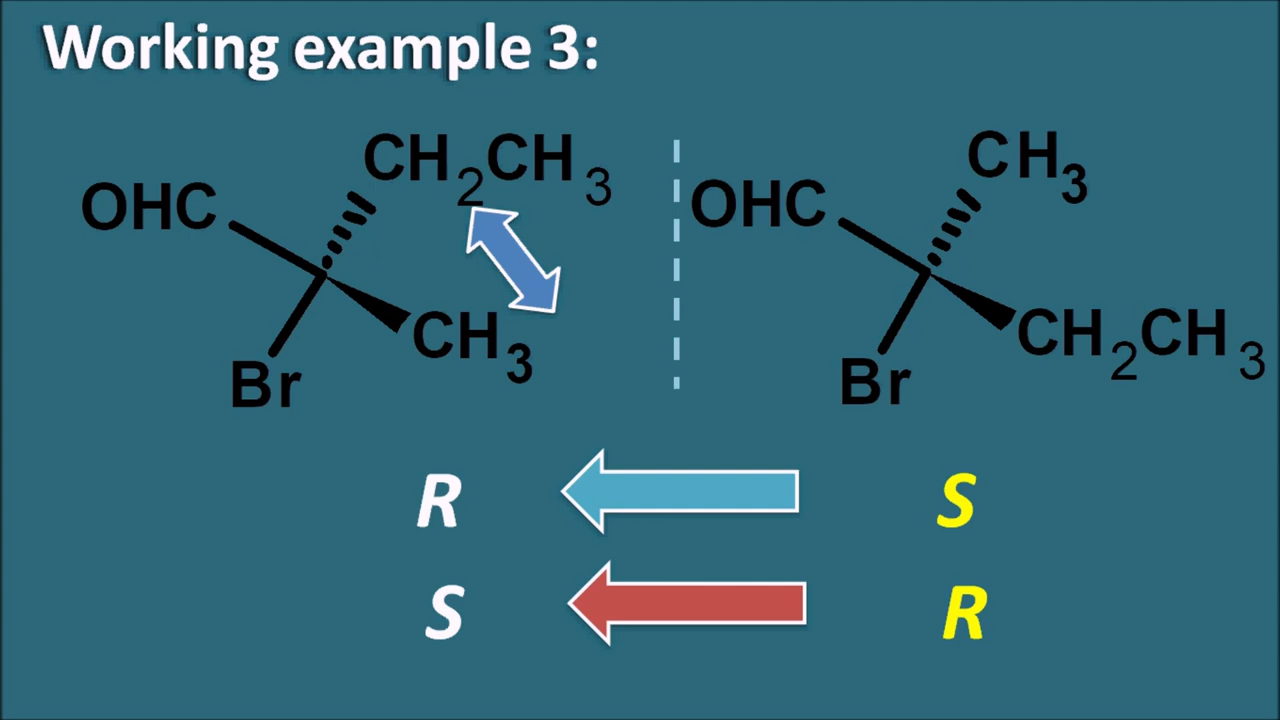 Working example 3:
CH2CH3
OHC
CH3
Br
CH3
OHC
CH2CH3
Br
R S
S R